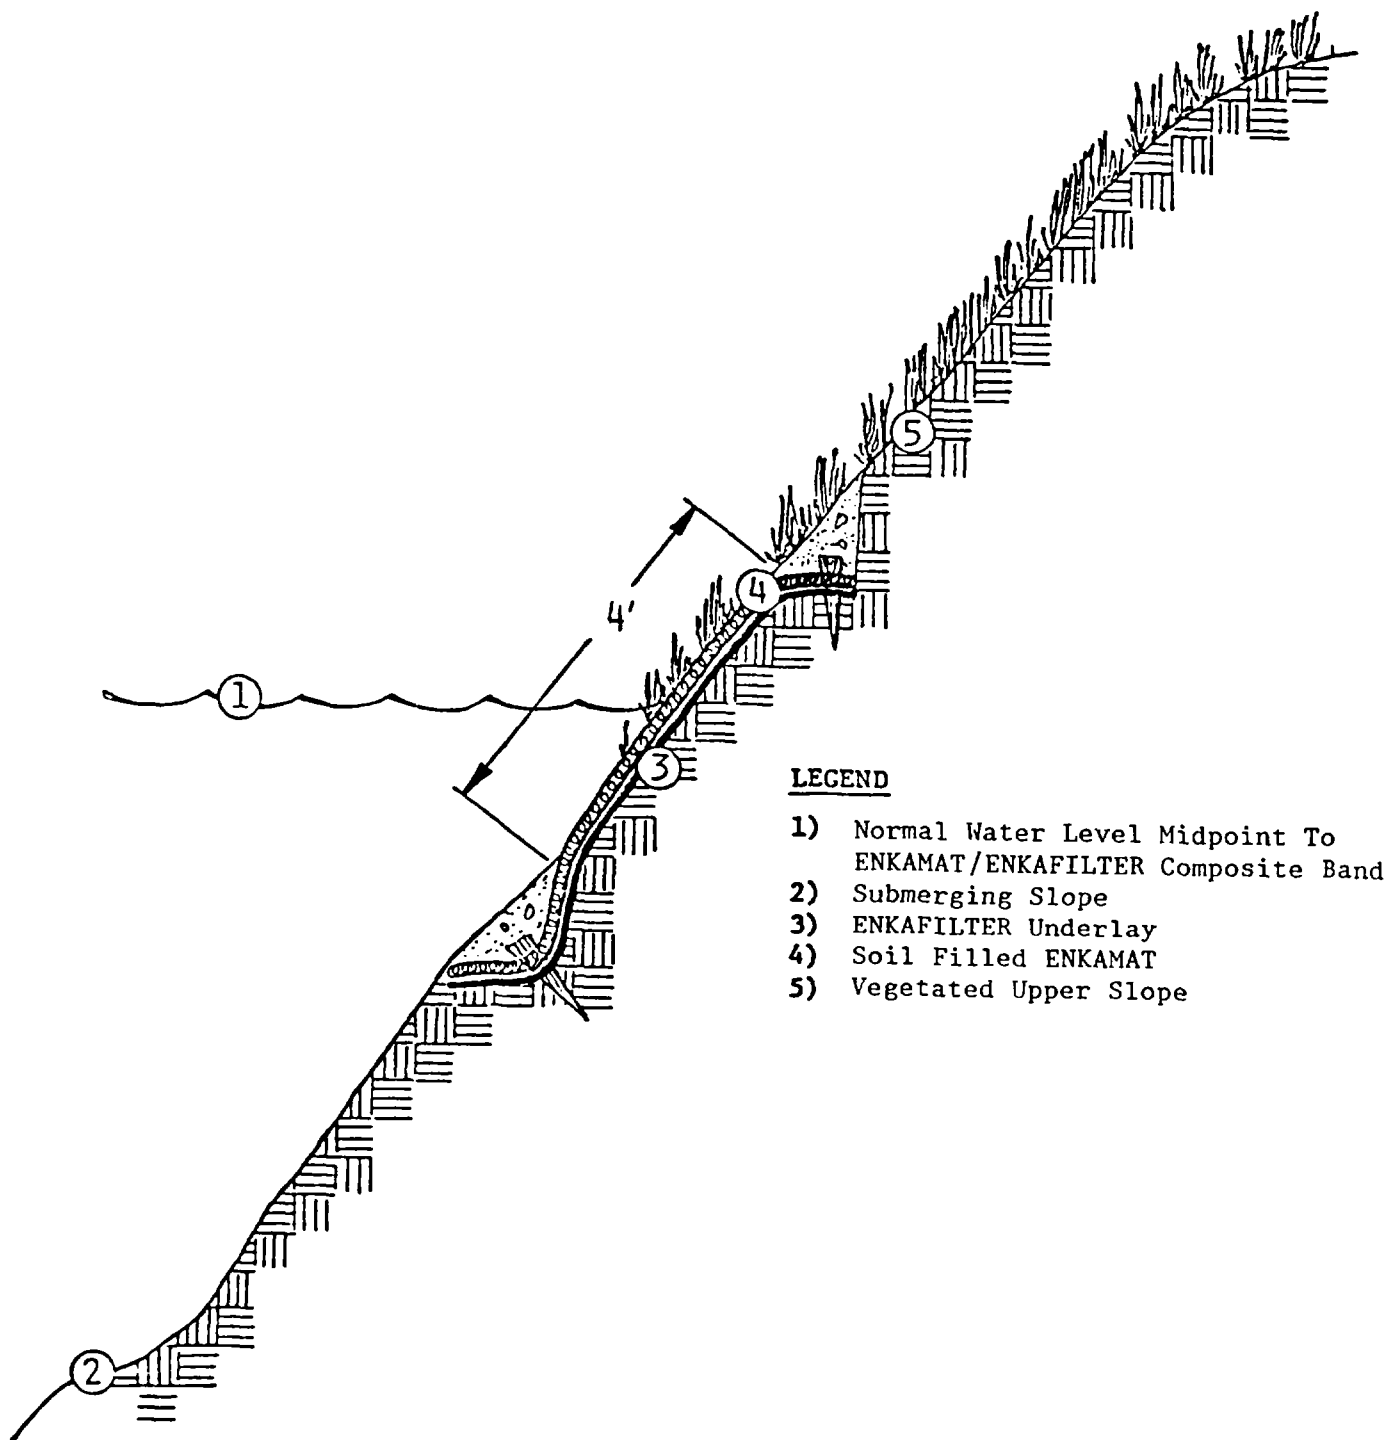 5
4
4'
1
3
LEGEND
1) Normal Water Level Midpoint To
ENKAMAT/ENKAFILTER Composite Band
2) Submerging Slope
3) ENKAFILTER Underlay
4) Soil Filled ENKAMAT
5) Vegetated Upper Slope
2